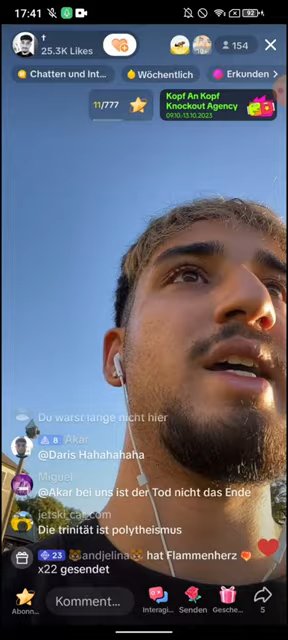 17:41
92
†
25.3K Likes
154
Chatten und Int...
Wöchentlich
Erkunden
11/777
Kopf An Kopf
Knockout Agency
09.10-13.10.2023
Du warst lange nicht hier
8 Akar
@Daris Hahahahaha
Miguel
@Akar bei uns ist der Tod nicht das Ende
jetski_cat.com
Die trinität ist polytheismus
23 andjelina hat Flammenherz
x22 gesendet
Abonn...
Komment...
Interagi...
Senden
Gesche...
5